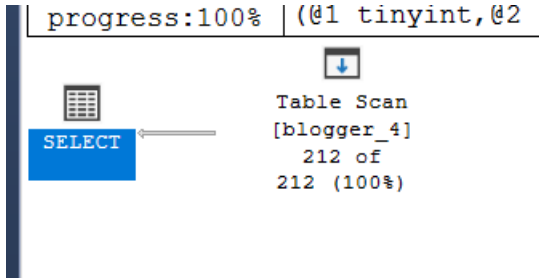 progress:100% (@1 tinyint,@2
Table Scan
[blogger_4]
SELECT
212 of
212 (100%)